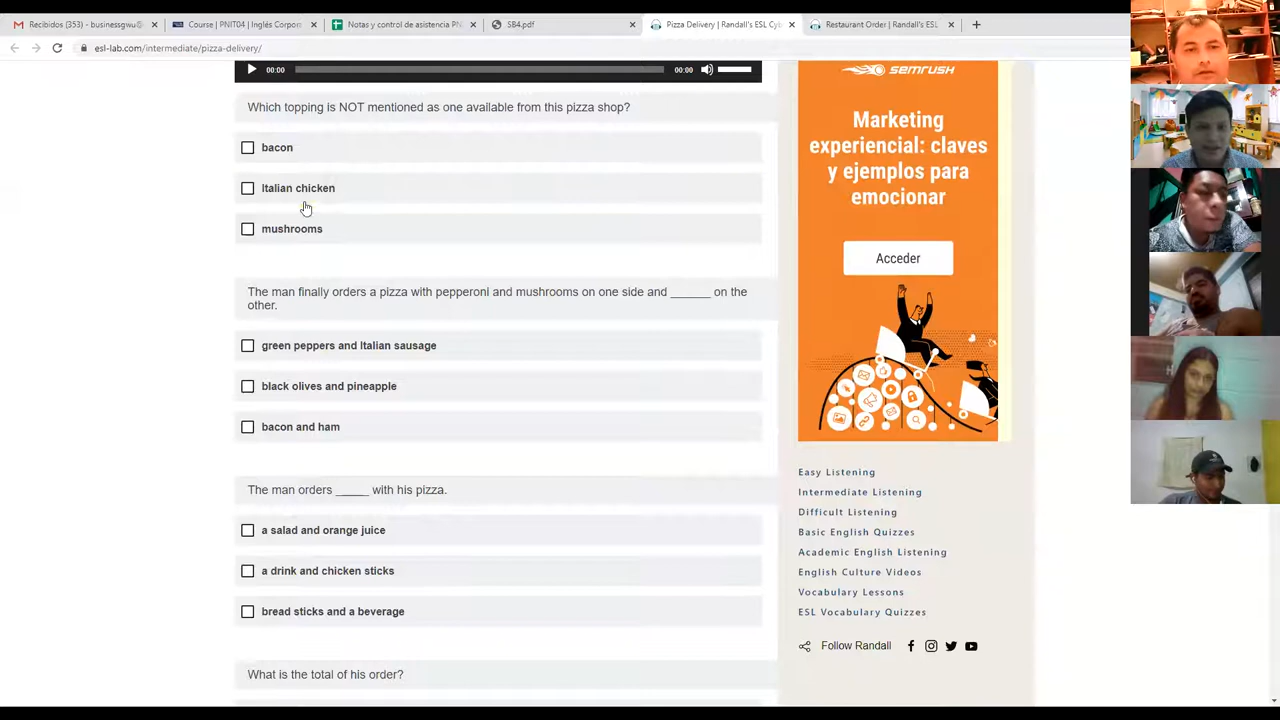 Recibidos (353) - businessgwu@
Course | PNIT04 | Inglés Corpor
Notas y control de asistencia PN
SB4.pdf
Pizza Delivery | Randall's ESL Cyb
Restaurant Order | Randall's ESL
esl-lab.com/intermediate/pizza-delivery/
00:00
00:00
Which topping is NOT mentioned as one available from this pizza shop?
bacon
Italian chicken
mushrooms
The man finally orders a pizza with pepperonI and mushrooms on one side and ______ on the
other.
green peppers and Italian sausage
black olives and pineapple
bacon and ham
The man orders _____ with his pizza.
a salad and orange juice
a drink and chicken sticks
bread sticks and a beverage
What is the total of his order?
SEMRUSH
Marketing
experiencial: claves
y ejemplos para
emocionar
Acceder
Easy Listening
Intermediate Listening
Difficult Listening
Basic English Quizzes
Academic English Listening
English Culture Videos
Vocabulary Lessons
ESL Vocabulary Quizzes
Follow Randall